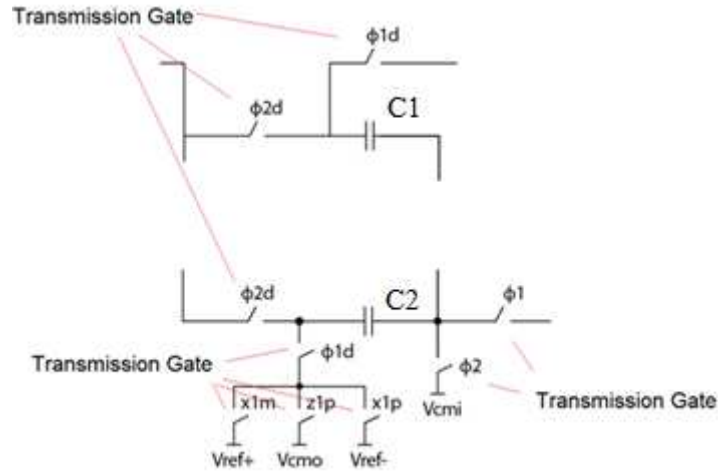 Transmission Gate
ϕ1d
ϕ2d
C1
ϕ2d
C2
ϕ1
Transmission Gate
ϕ1d
ϕ2
x1m z1p x1p
Vcmi
Transmission Gate
Vref+ Vcmo Vref-